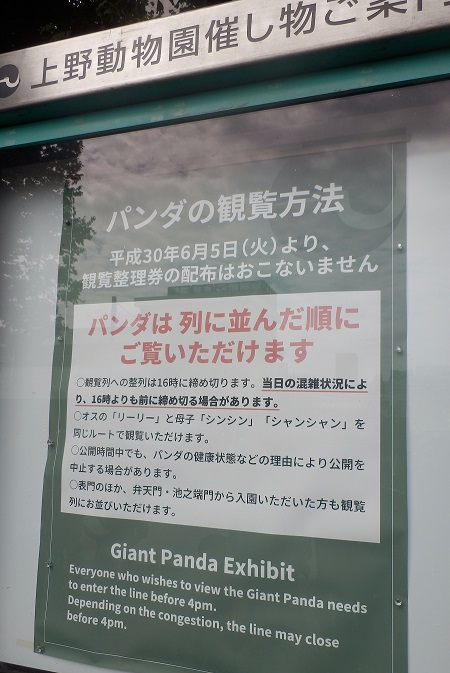 上野動物園催し物ご案内
パンダの観覧方法
平成30年6月5日(火)より、
観覧整理券の配布はおこないません
パンダは 列に並んだ順に
ご覧いただけます
○観覧列への整列は16時に締め切ります。当日の混雑状況によ
り、16時よりも前に締め切る場合があります。
○オスの「リーリー」と母子「シンシン」「シャンシャン」を
同じルートで観覧いただけます。
○公開時間中でも、パンダの健康状態などの理由により公開を
中止する場合があります。
○表門のほか、弁天門・池之端門から入園いただいた方も観覧
列にお並びいただけます。
Giant Panda Exhibit
Everyone who wishes to view the Giant Panda needs
to enter the line before 4pm.
Depending on the congestion, the line may close
before 4pm.